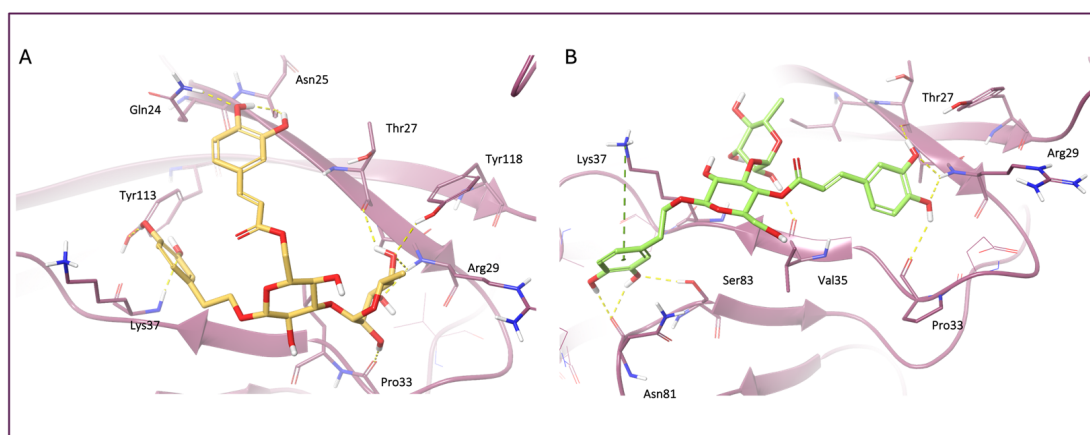 A
Asn25
Gln24
Thr27
Tyr118
Tyr113
Arg29
Lys37
Pro33
B
Thr27
Lys37
Arg29
Ser83
Val35
Pro33
Asn81